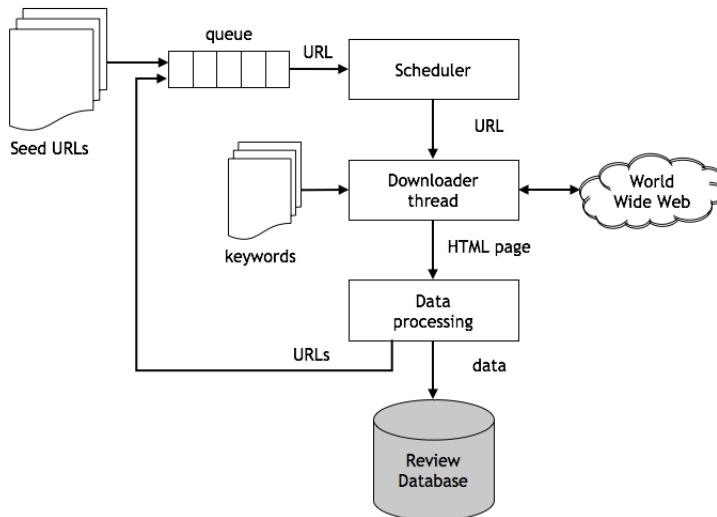 queue
URL
Scheduler
Seed URLs
URL
Downloader
thread
World
Wide Web
keywords
HTML page
Data
processing
URLs
data
Review
Database